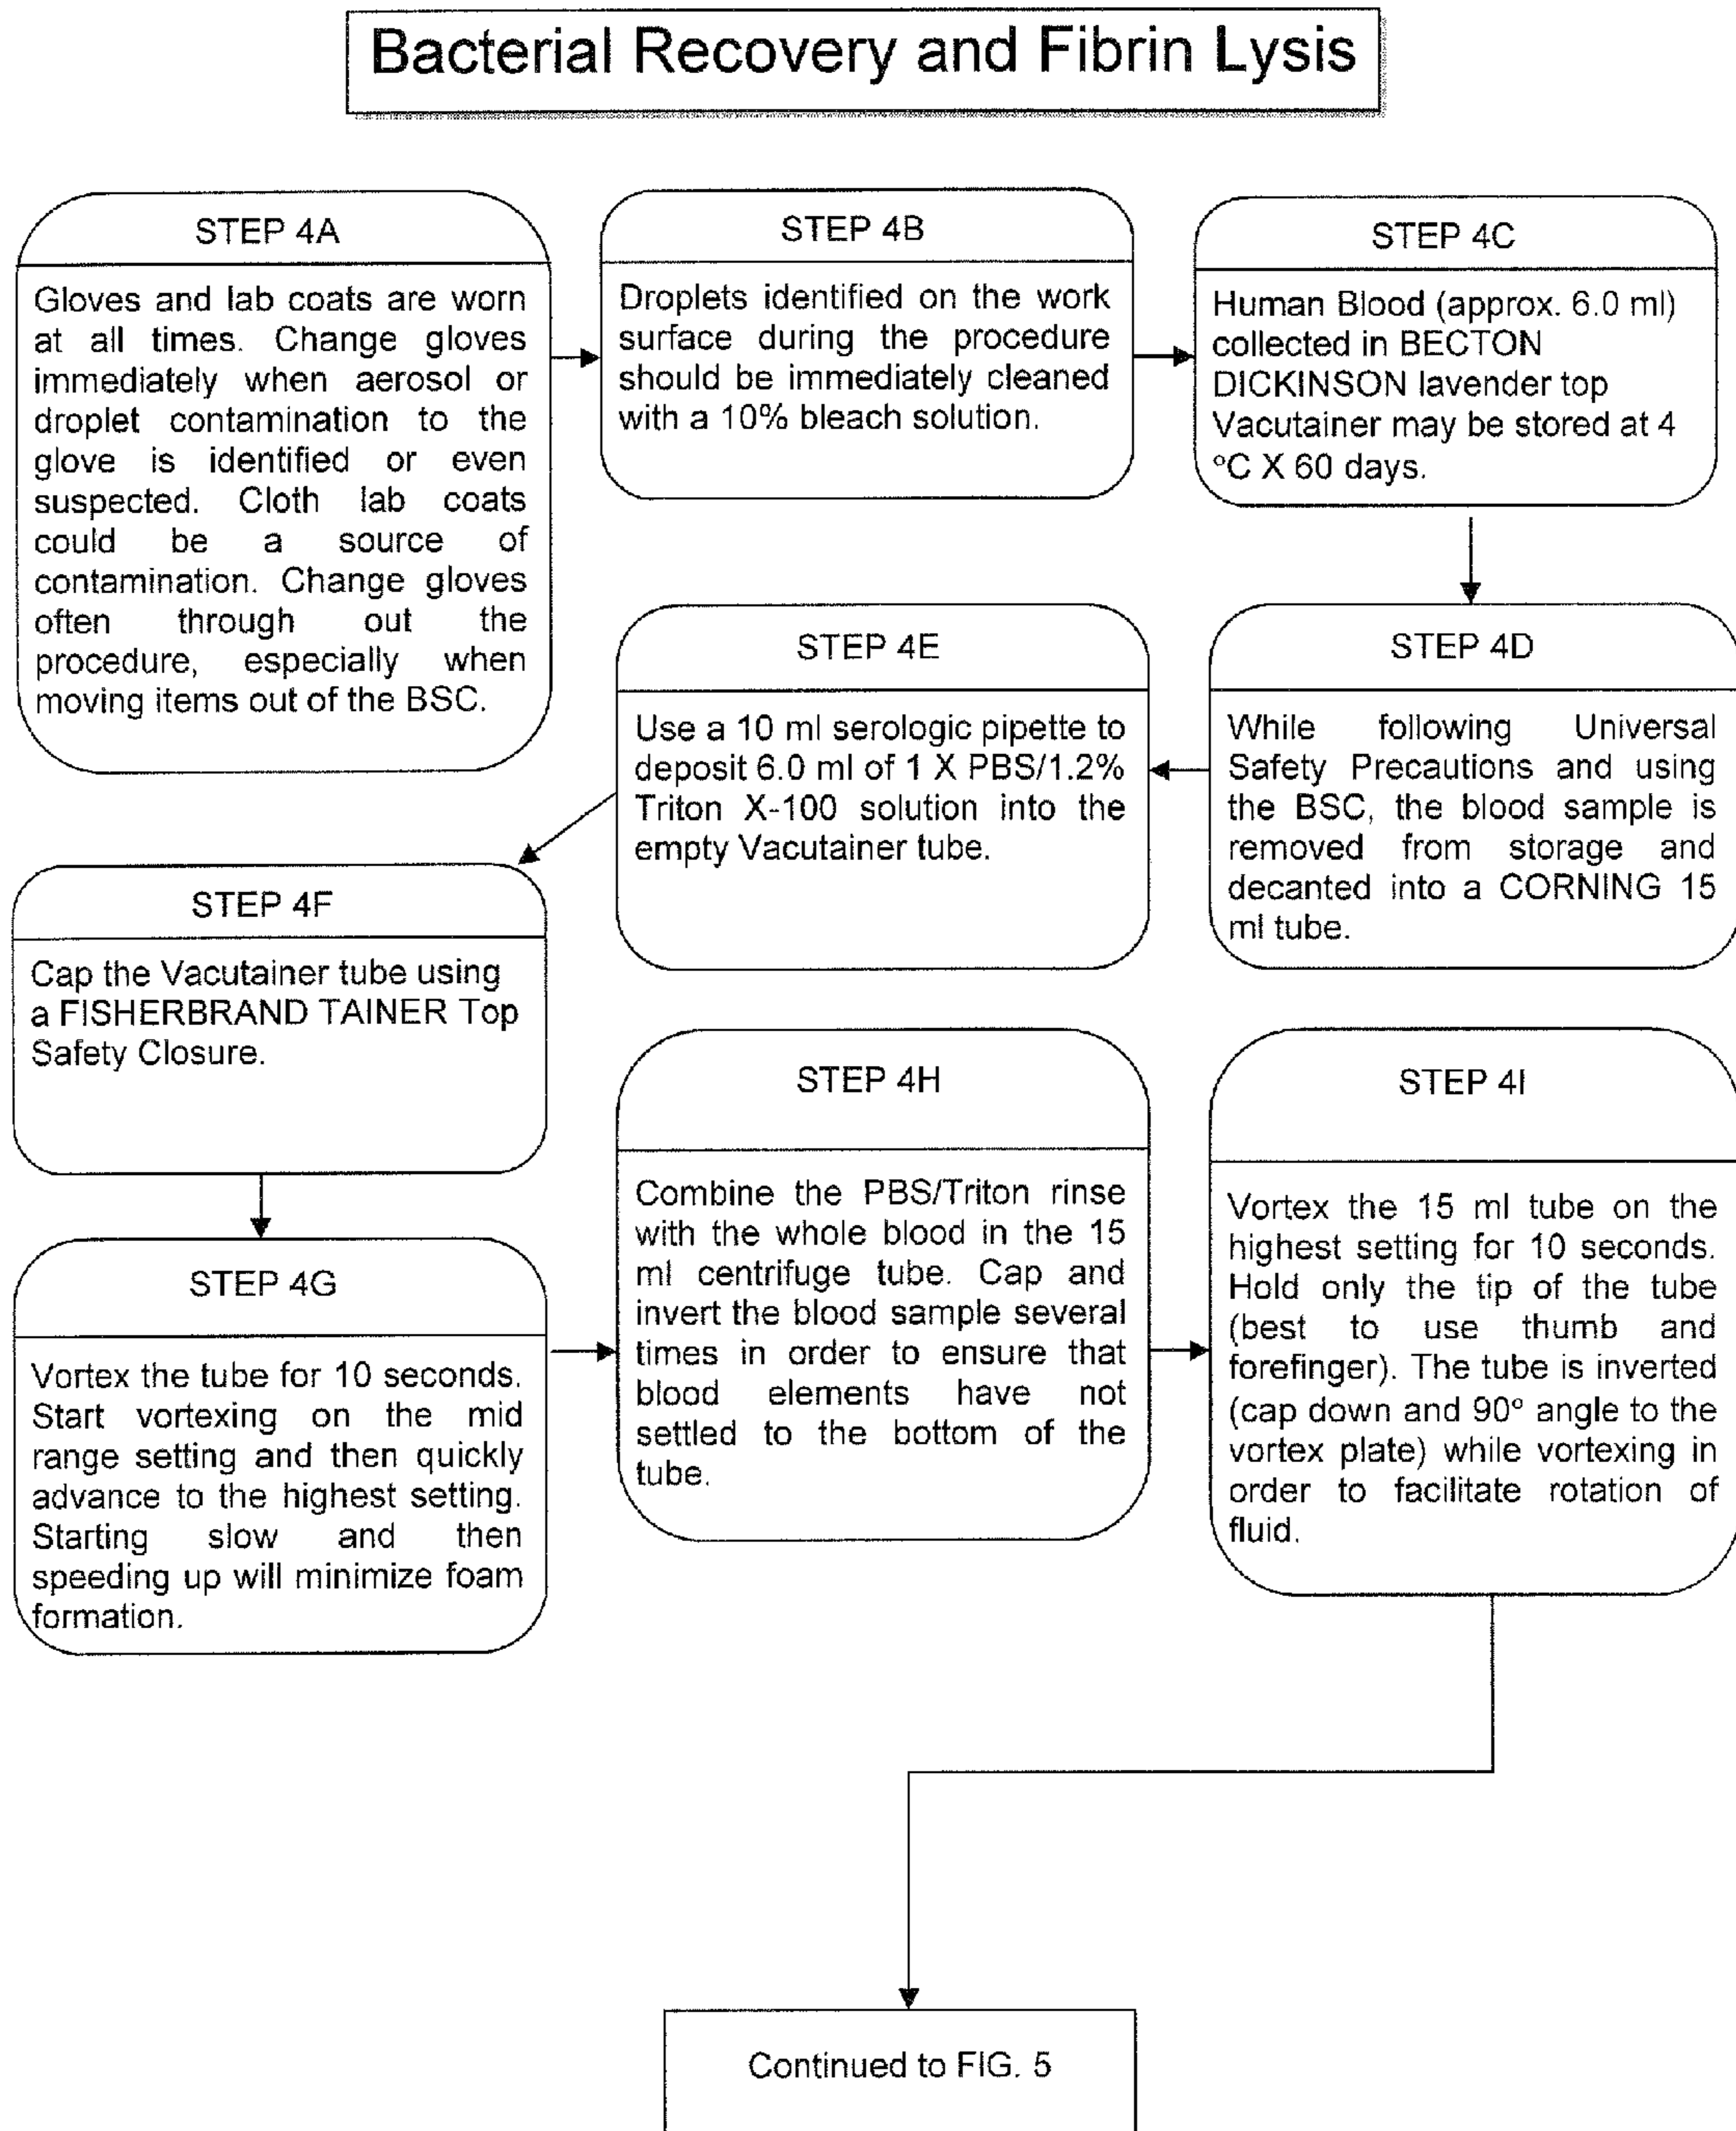 Bacterial Recovery and Fibrin Lysis
STEP 4A
Gloves and lab coats are worn
at all times. Change gloves
immediately when aerosol or
droplet contamination to the
glove is identified or even
suspected. Cloth lab coats
could be a source of
contamination. Change gloves
often through out the
procedure, especially when
moving items out of the BSC.
STEP 4B
Droplets identified on the work
surface during the procedure
should be immediately cleaned
with a 10% bleach solution.
STEP 4C
Human Blood (approx. 6.0 ml)
collected in BECTON
DICKINSON lavender top
Vacutainer may be stored at 4
°C X 60 days.
STEP 4D
While following Universal
Safety Precautions and using
the BSC, the blood sample is
removed from storage and
decanted into a CORNING 15
ml tube.
STEP 4E
Use a 10 ml serologic pipette to
deposit 6.0 ml of 1 X PBS/1.2%
Triton X-100 solution into the
empty Vacutainer tube.
STEP 4F
Cap the Vacutainer tube using
a FISHERBRAND TAINER Top
Safety Closure.
STEP 4G
Vortex the tube for 10 seconds.
Start vortexing on the mid
range setting and then quickly
advance to the highest setting.
Starting slow and then
speeding up will minimize foam
formation.
STEP 4H
Combine the PBS/Triton rinse
with the whole blood in the 15
ml centrifuge tube. Cap and
invert the blood sample several
times in order to ensure that
blood elements have not
settled to the bottom of the
tube.
STEP 4I
Vortex the 15 ml tube on the
highest setting for 10 seconds.
Hold only the tip of the tube
(best to use thumb and
forefinger). The tube is inverted
(cap down and 90° angle to the
vortex plate) while vortexing in
order to facilitate rotation of
fluid.
Continued to FIG. 5